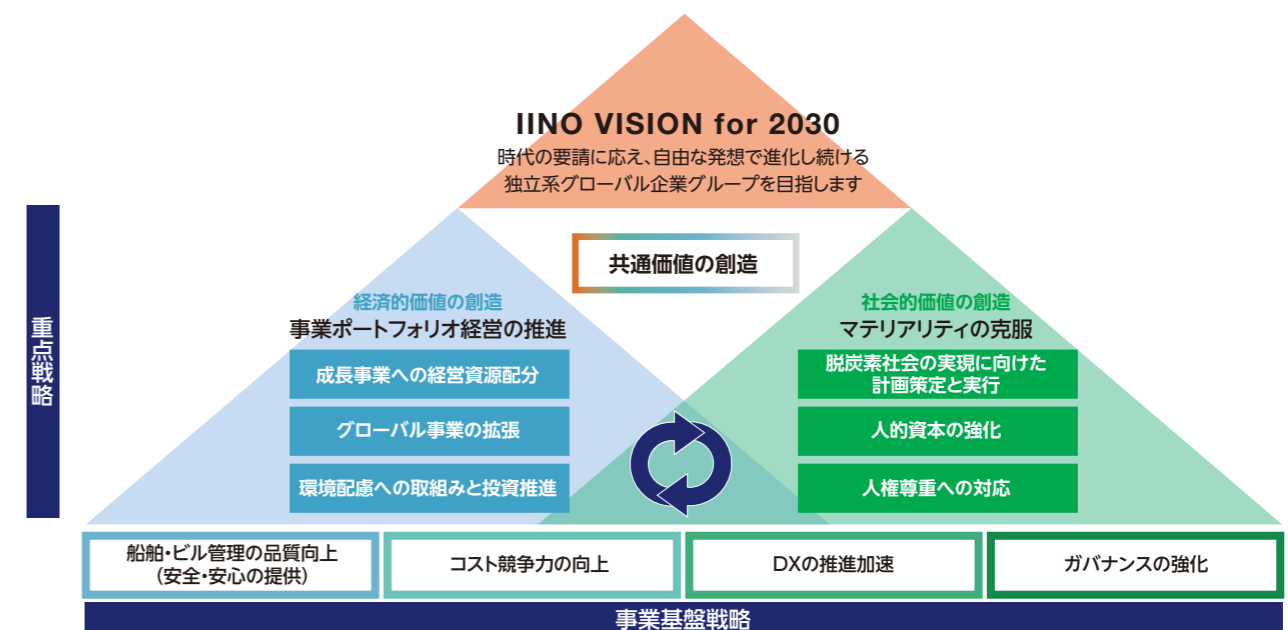 IINO VISION for 2030
時代の要請に応え、自由な発想で進化し続ける
独立系グローバル企業グループを目指します
重点戦略
共通価値の創造
経済的価値の創造
事業ポートフォリオ経営の推進
成長事業への経営資源配分
グローバル事業の拡張
環境配慮への取組みと投資推進
社会的価値の創造
マテリアリティの克服
脱炭素社会の実現に向けた
計画策定と実行
人的資本の強化
人権尊重への対応
船舶・ビル管理の品質向上
(安全・安心の提供)
コスト競争力の向上
DXの推進加速
ガバナンスの強化
事業基盤戦略